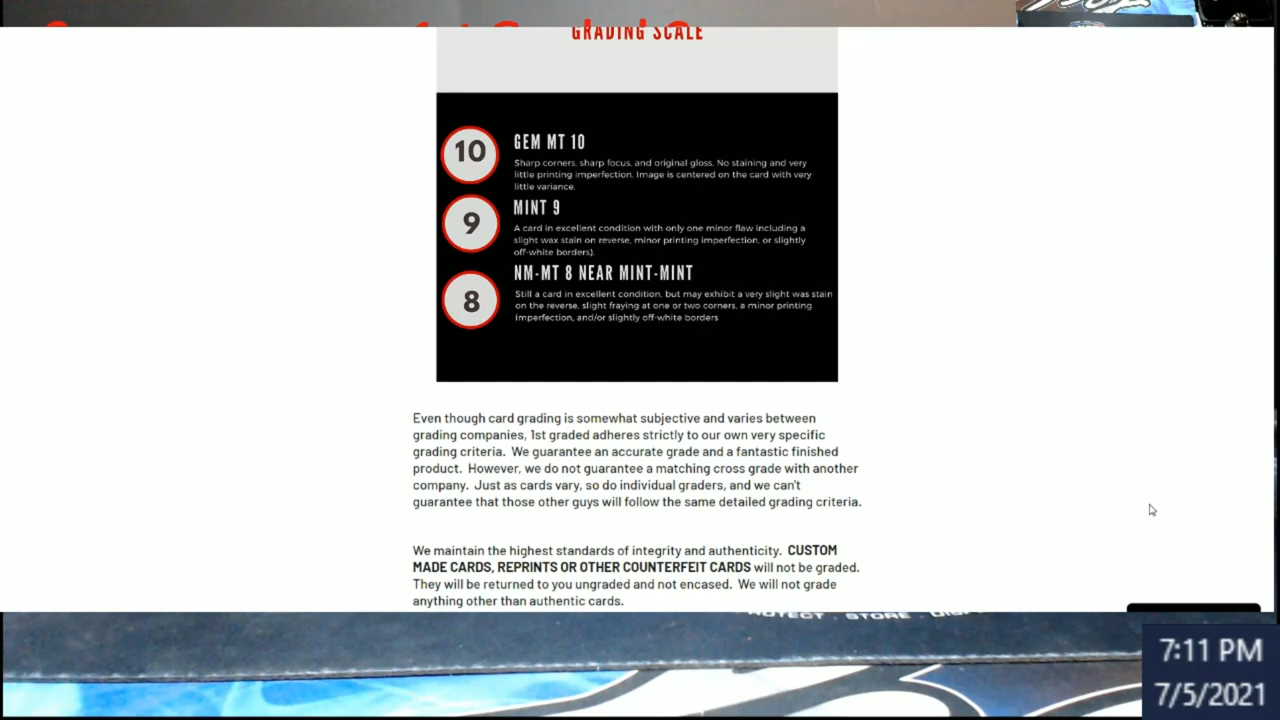 GRADING SCALE
10
GEM MT 10
Sharp corners, sharp focus, and original gloss. No staining and very
little printing imperfection. Image is centered on the card with very
little variance.
9
MINT 9
A card in excellent condition with only one minor flaw including a
slight wax stain on reverse, minor printing imperfection, or slightly
off-white borders).
8
NM-MT 8 NEAR MINT-MINT
Still a card in excellent condition, but may exhibit a very slight was stain
on the reverse, slight fraying at one or two corners, a minor printing
imperfection, and/or slightly off-white borders
Even though card grading is somewhat subjective and varies between
grading companies, 1st graded adheres strictly to our own very specific
grading criteria. We guarantee an accurate grade and a fantastic finished
product. However, we do not guarantee a matching cross grade with another
company. Just as cards vary, so do individual graders, and we can't
guarantee that those other guys will follow the same detailed grading criteria.
We maintain the highest standards of integrity and authenticity. CUSTOM
MADE CARDS, REPRINTS OR OTHER COUNTERFEIT CARDS will not be graded.
They will be returned to you ungraded and not encased. We will not grade
anything other than authentic cards.
STORE
7:11 PM
7/5/2021